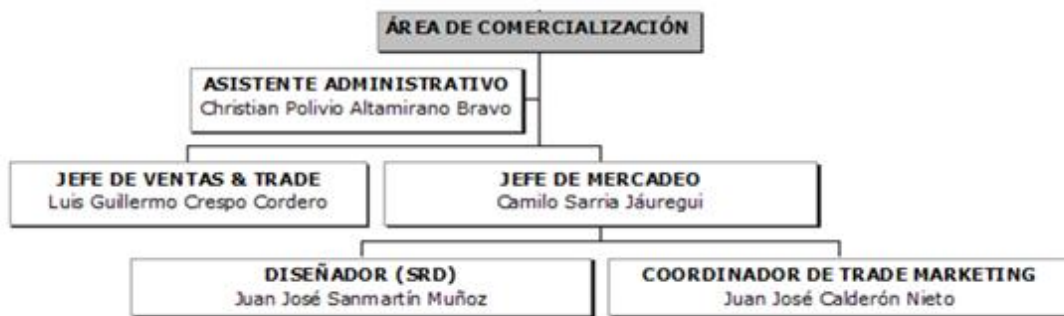 ÁREA DE COMERCIALIZACIÓN
ASISTENTE ADMINISTRATIVO
Christian Polivio Altamirano Bravo
JEFE DE VENTAS & TRADE
Luis Guillermo Crespo Cordero
JEFE DE MERCADEO
Camilo Sarria Jáuregui
DISEÑADOR (SRD)
Juan José Sanmartín Muñoz
COORDINADOR DE TRADE MARKETING
Juan José Calderón Nieto